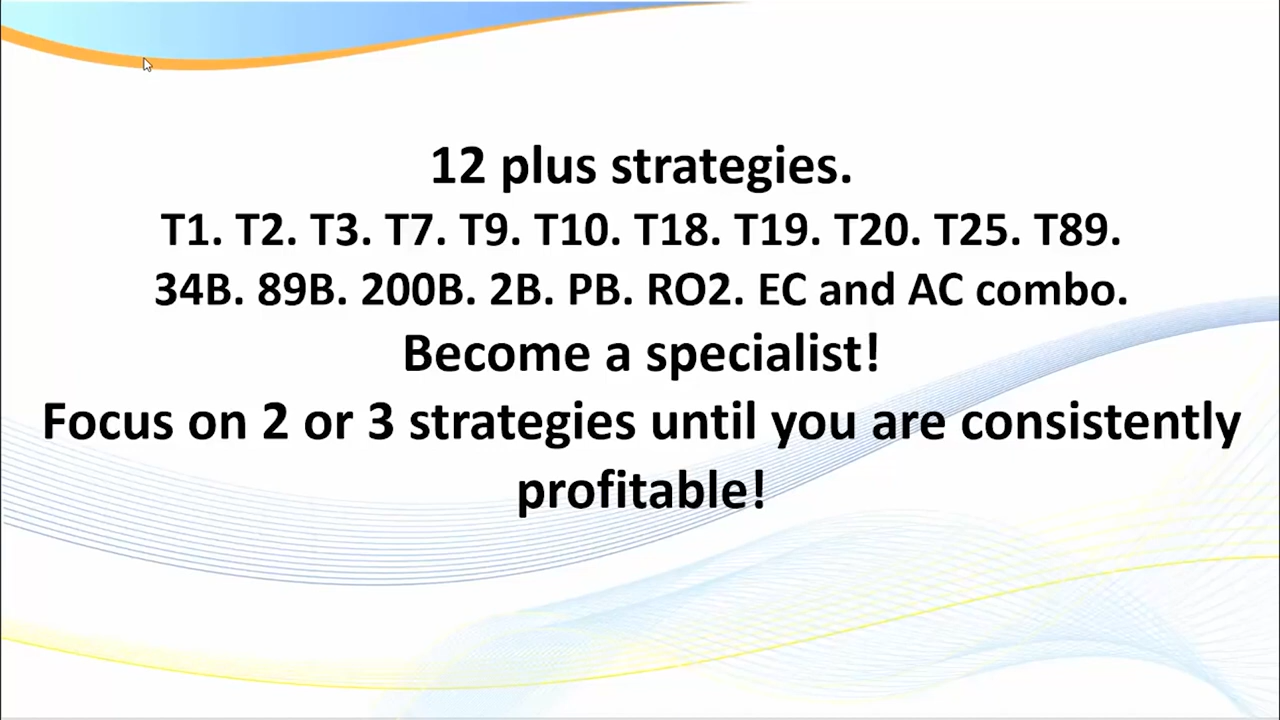 12 plus strategies.
T1. T2. T3. T7. T9. T10. T18. T19. T20. T25. T89.
34B. 89B. 200B. 2B. PB. RO2. EC and AC combo.
Become a specialist!
Focus on 2 or 3 strategies until you are consistently
profitable!